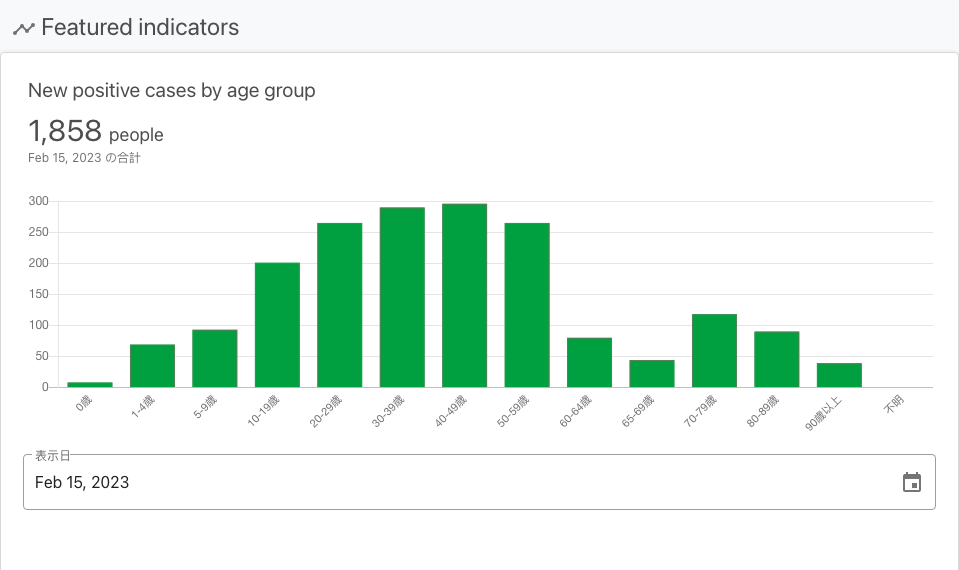 Featured indicators
New positive cases by age group
1,858 people
Feb 15, 2023 の合計
300
250
200
150
100
50
0
0歳
1-4歳
5-9歳
10-19歳
20-29歳
30-39歳
40-49歳
50-59歳
60-64歳
65-69歳
70-79歳
80-89歳
90歳以上
不明
表示日
Feb 15, 2023